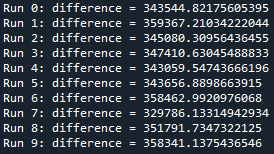 Run 0: difference = 343544.82175605395
Run 1: difference = 359367.21034222044
Run 2: difference = 345080.30956436455
Run 3: difference = 347410.63045488833
Run 4: difference = 343059.54743666196
Run 5: difference = 343656.8898663915
Run 6: difference = 358462.9920976068
Run 7: difference = 329786.13314942934
Run 8: difference = 351791.7347322125
Run 9: difference = 358341.1375436546